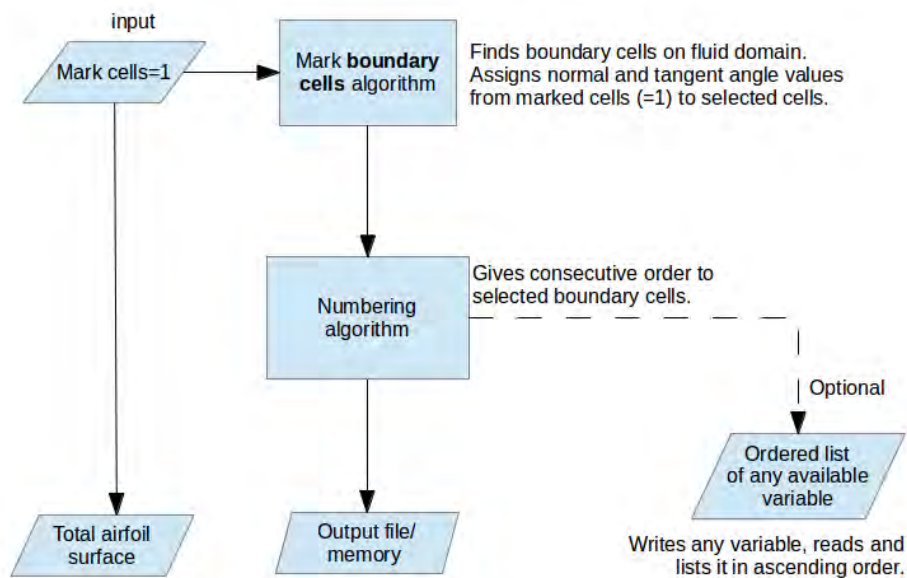 input
Mark cells=1
Mark boundary
cells algorithm
Finds boundary cells on fluid domain.
Assigns normal and tangent angle values
from marked cells (=1) to selected cells.
Numbering
algorithm
Gives consecutive order to
selected boundary cells.
Optional
Ordered list
of any available
variable
Total airfoil
surface
Output file/
memory
Writes any variable, reads and
lists it in ascending order.